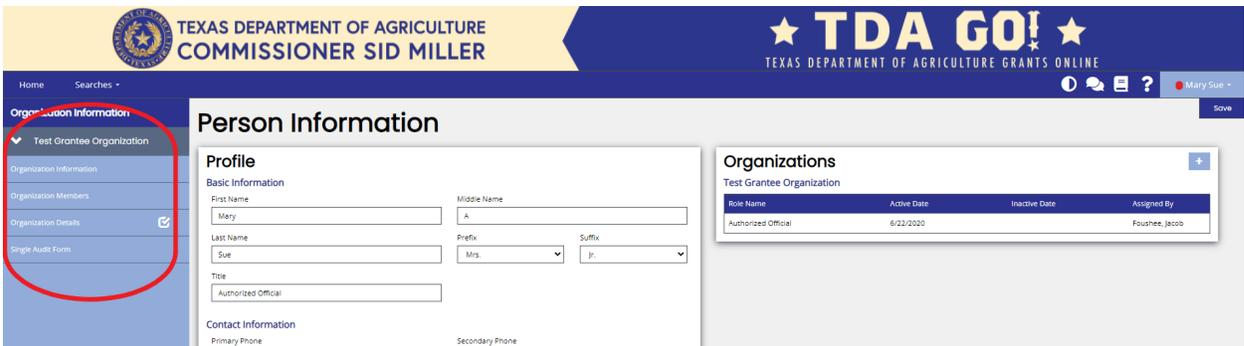 TEXAS DEPARTMENT OF AGRICULTURE
COMMISSIONER SID MILLER
TDA GO!
TEXAS DEPARTMENT OF AGRICULTURE GRANTS ONLINE
Home Searches
? Mary Sue
Organization Information
Save
Test Grantee Organization
Organization Information
Organization Members
Organization Details
Single Audit Form
Person Information
Profile
Basic Information
First Name Middle Name
Mary A
Last Name Prefix Suffix
Sue Mrs. Jr.
Title
Authorized Official
Contact Information
Primary Phone Secondary Phone
Organizations +
Test Grantee Organization
Role Name Active Date Inactive Date Assigned By
Authorized Official 6/22/2020 Foushee, Jacob